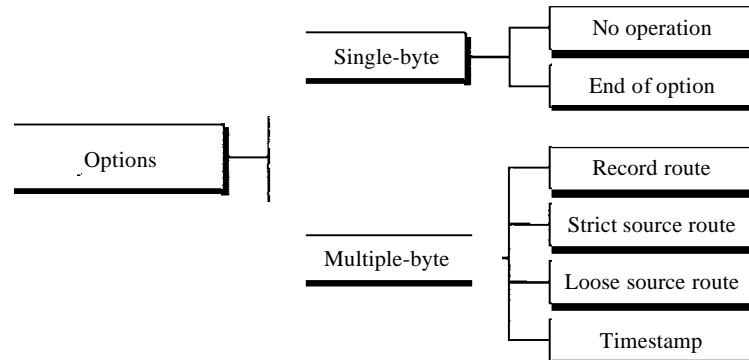 No operation
Single-byte
End of option
Options
Record route
Strict source route
Multiple-byte
Loose source route
Timestamp